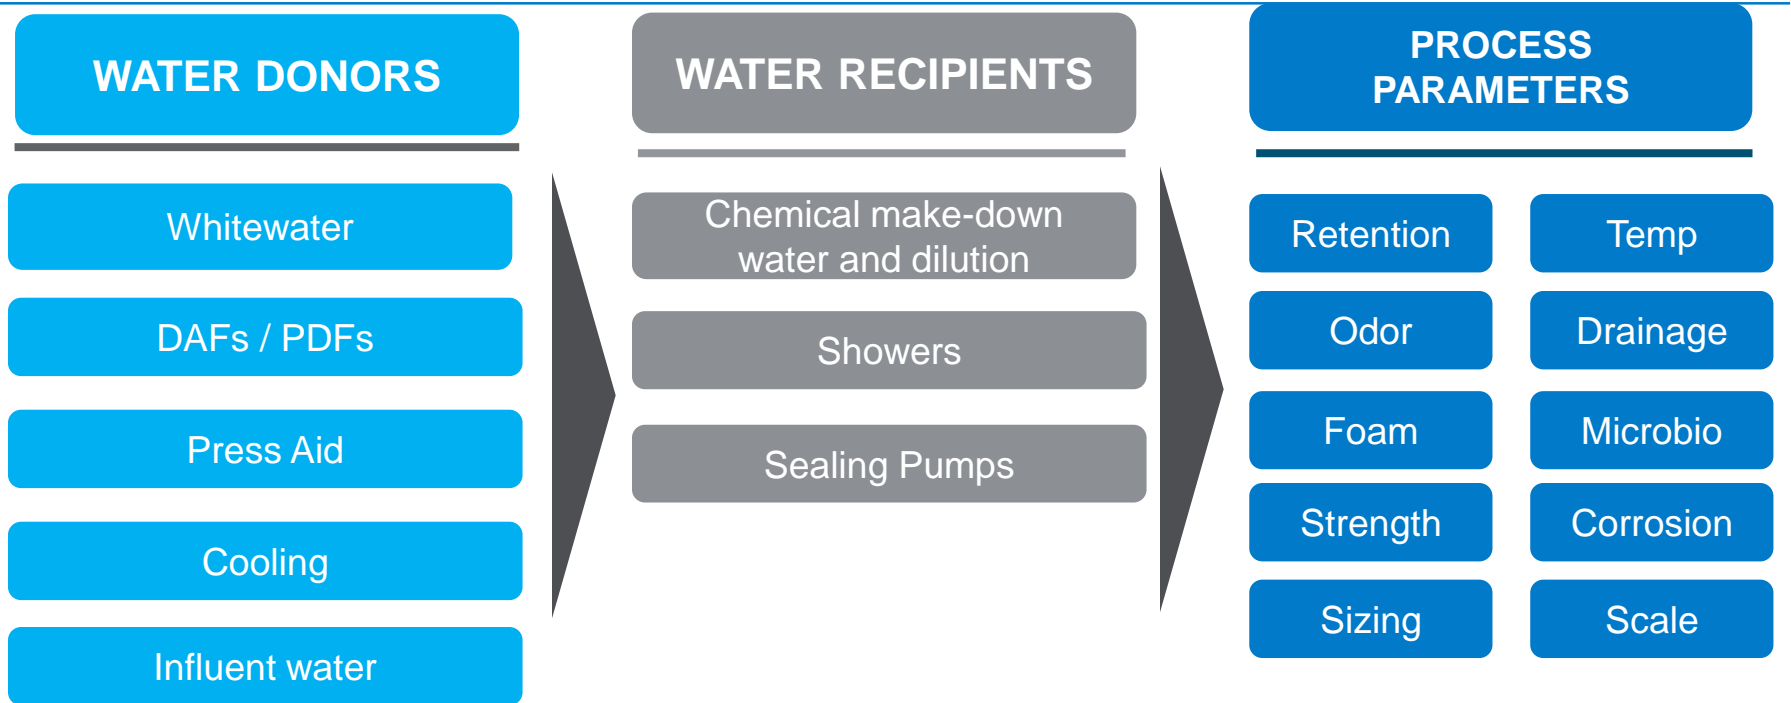 WATER DONORS
Whitewater
DAFs / PDFs
Press Aid
Cooling
Influent water
WATER RECIPIENTS
Chemical make-down
water and dilution
Showers
Sealing Pumps
PROCESS
PARAMETERS
Retention
Temp
Odor
Drainage
Foam
Microbio
Strength
Corrosion
Sizing
Scale